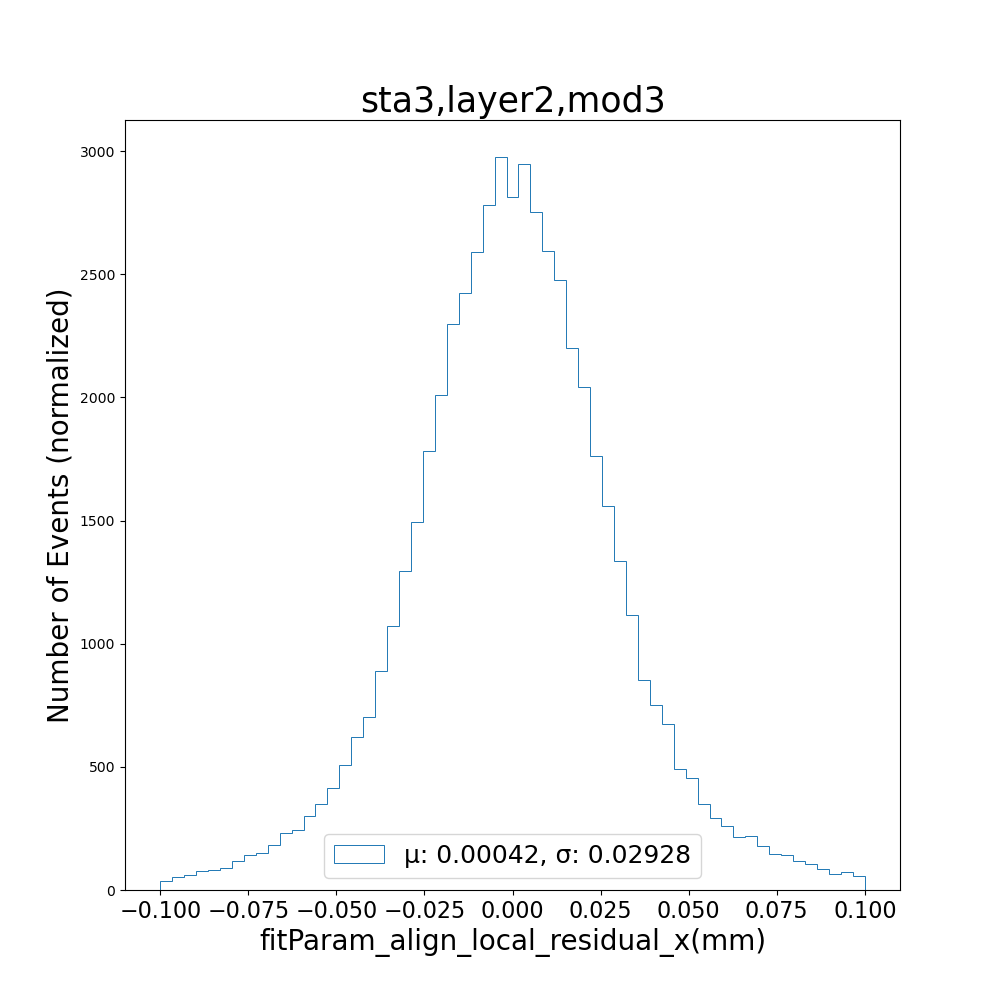 sta3,layer2,mod3
Number of Events (normalized)
3000
2500
2000
1500
1000
500
0
μ: 0.00042, σ: 0.02928
−0.100 −0.075 −0.050 −0.025 0.000 0.025 0.050 0.075 0.100
fitParam_align_local_residual_x(mm)